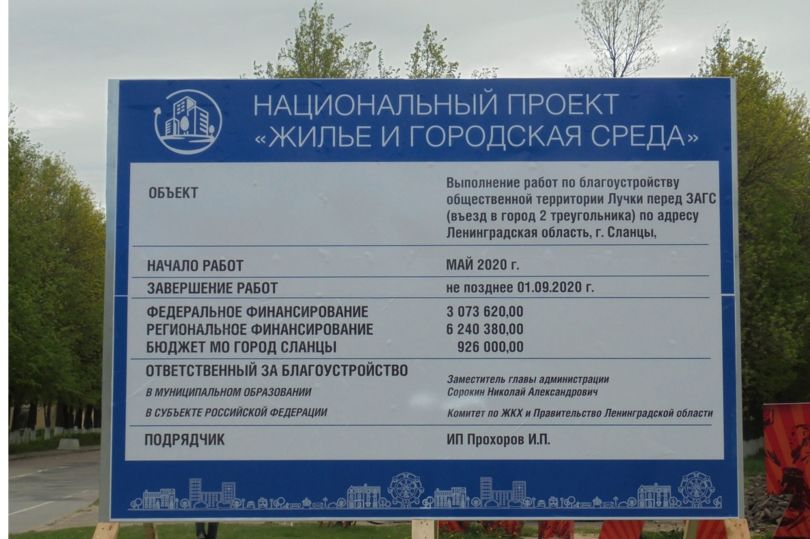 НАЦИОНАЛЬНЫЙ ПРОЕКТ
«ЖИЛЬЕ И ГОРОДСКАЯ СРЕДА»
ОБЪЕКТ
Выполнение работ по благоустройству
общественной территории Лучки перед ЗАГС
(въезд в город 2 треугольника) по адресу
Ленинградская область, г. Сланцы,
НАЧАЛО РАБОТ МАЙ 2020 г.
ЗАВЕРШЕНИЕ РАБОТ не позднее 01.09.2020 г.
ФЕДЕРАЛЬНОЕ ФИНАНСИРОВАНИЕ 3 073 620,00
РЕГИОНАЛЬНОЕ ФИНАНСИРОВАНИЕ 6 240 380,00
БЮДЖЕТ МО ГОРОД СЛАНЦЫ 926 000,00
ОТВЕТСТВЕННЫЙ ЗА БЛАГОУСТРОЙСТВО
В МУНИЦИПАЛЬНОМ ОБРАЗОВАНИИ
Заместитель главы администрации
Сорокин Николай Александрович
В СУБЪЕКТЕ РОССИЙСКОЙ ФЕДЕРАЦИИ Комитет по ЖКХ и Правительство Ленинградской области
ПОДРЯДЧИК ИП Прохоров И.П.